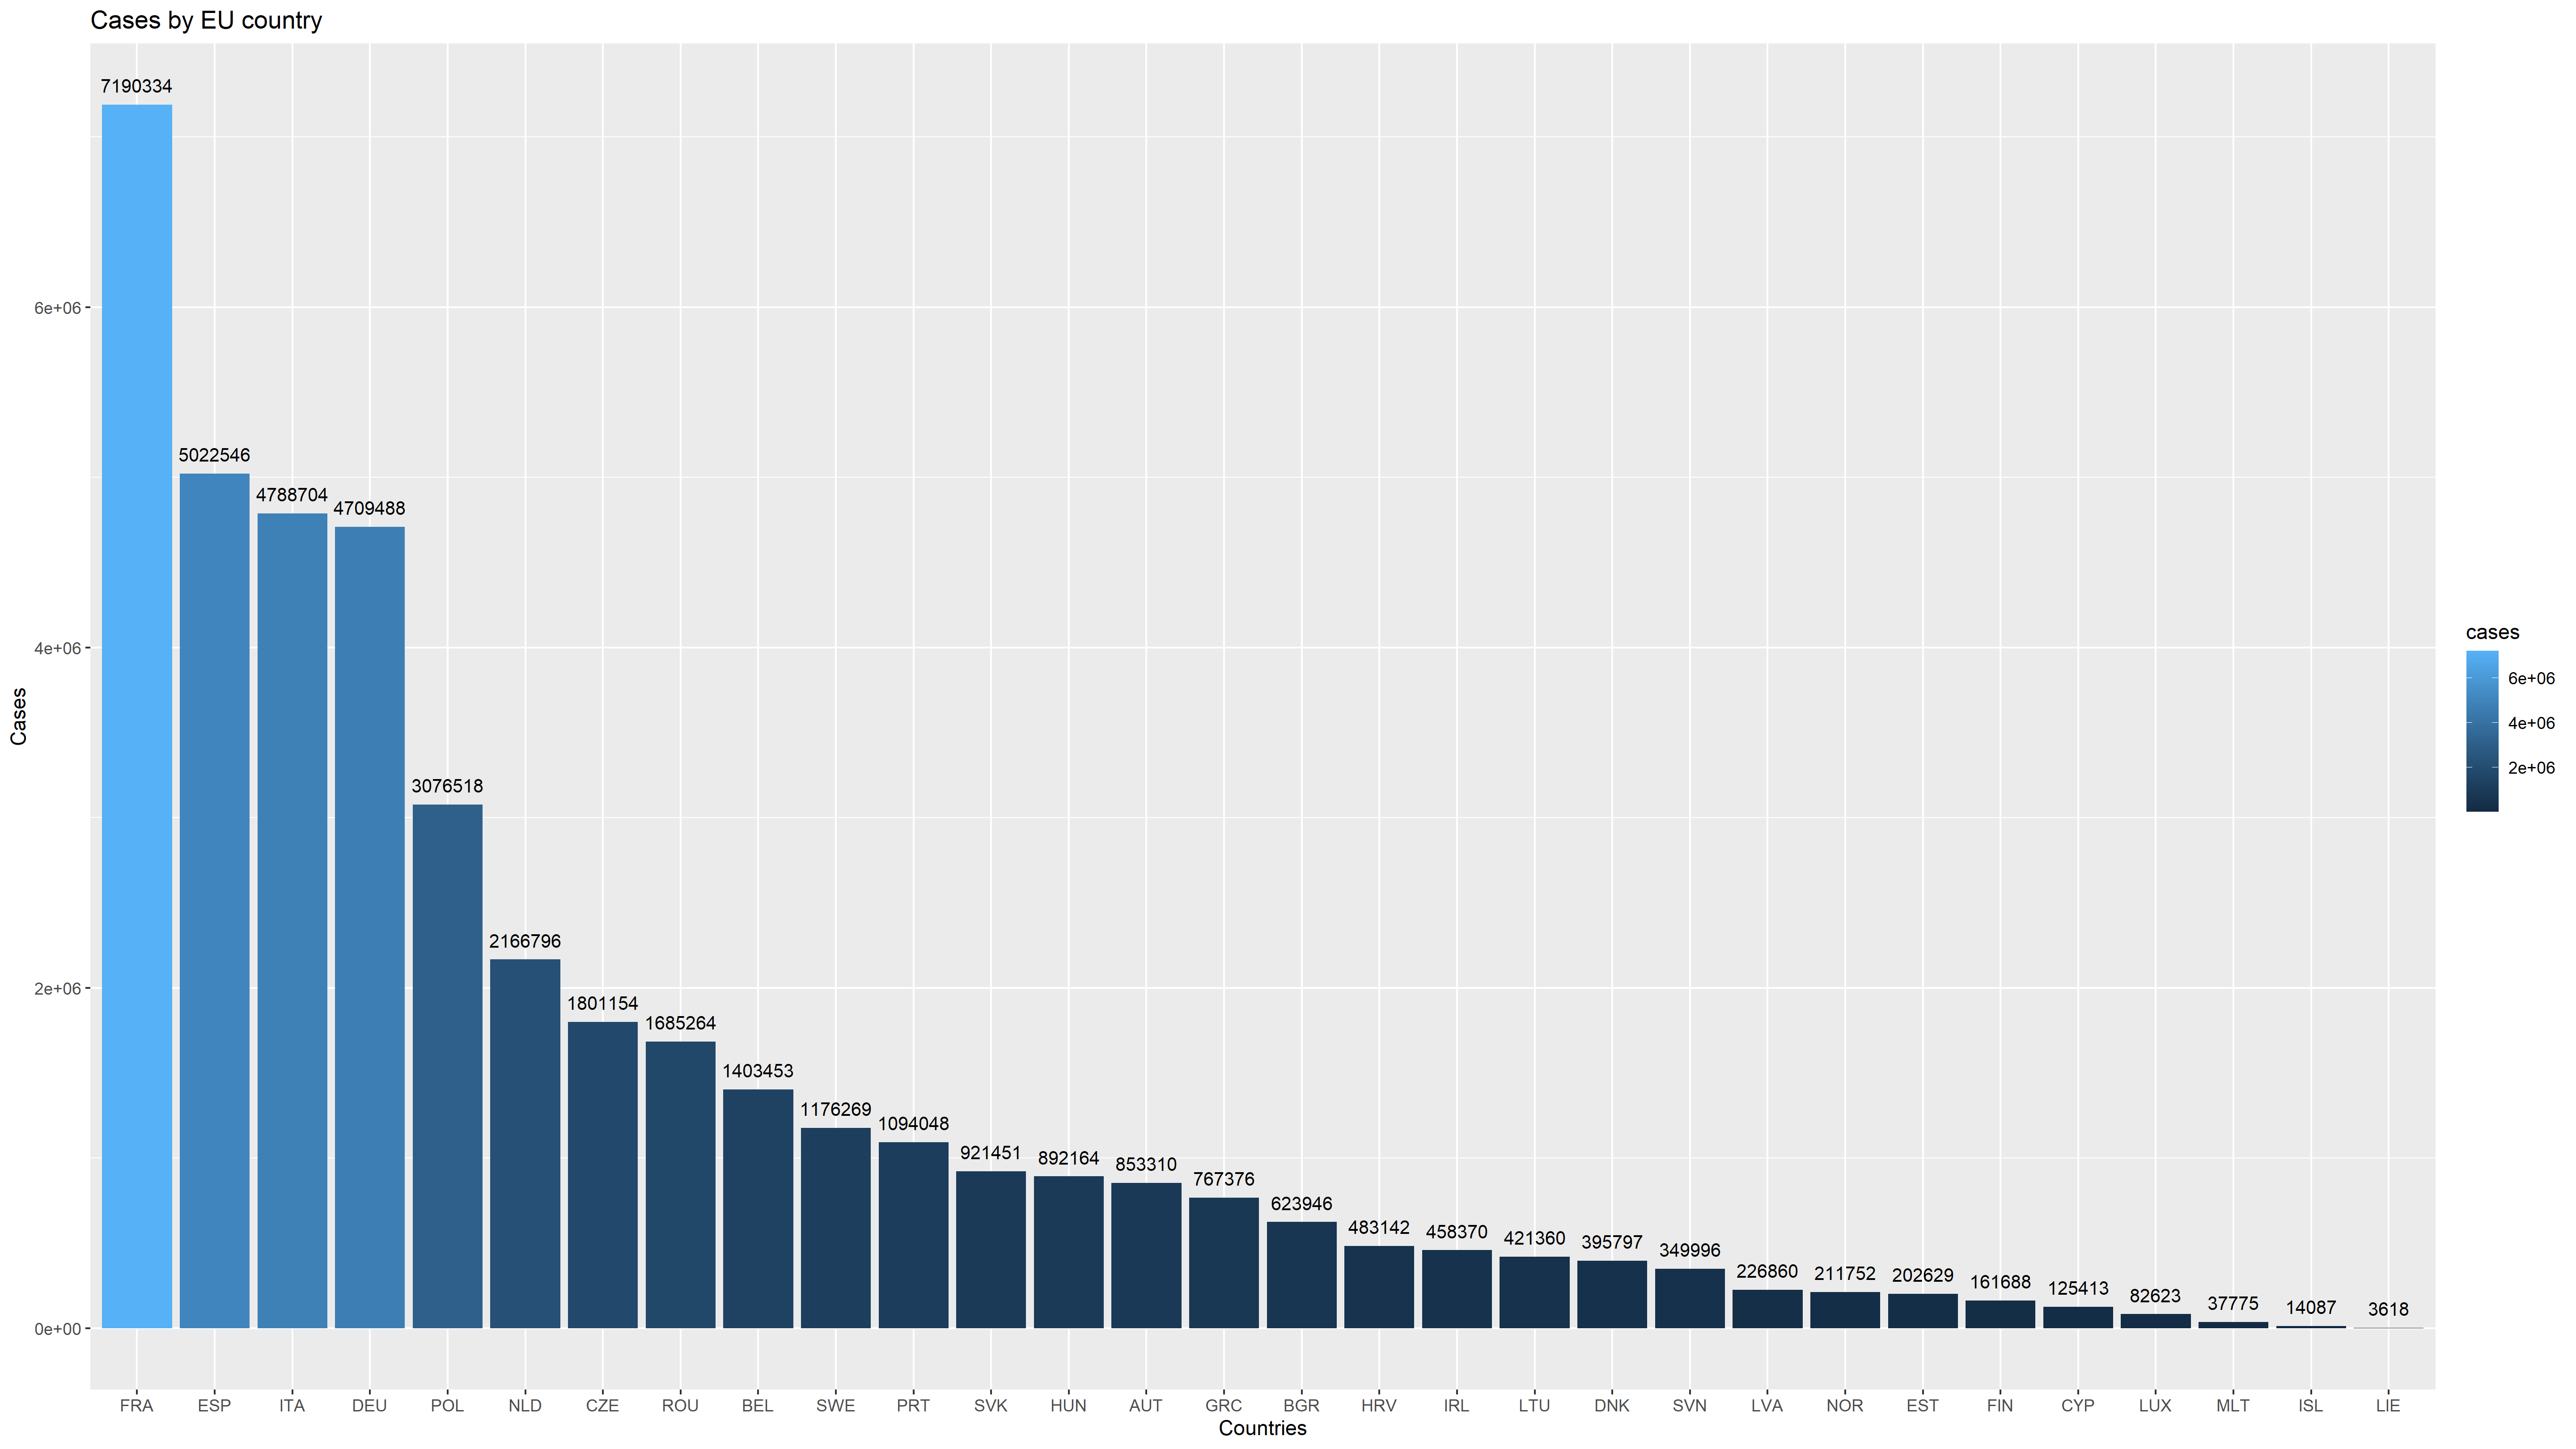 Cases by EU country
7190334
5022546
4788704
4709488
3076518
2166796
1801154
1685264
1403453
1176269
1094048
921451
892164
853310
767376
623946
483142
458370
421360
395797
349996
226860
211752
202629
161688
125413
82623
37775
14087
3618
6e+06
4e+06
2e+06
0e+00
Cases
FRA ESP ITA DEU POL NLD CZE ROU BEL SWE PRT SVK HUN AUT GRC BGR HRV IRL LTU DNK SVN LVA NOR EST FIN CYP LUX MLT ISL LIE
Countries
cases
6e+06
4e+06
2e+06